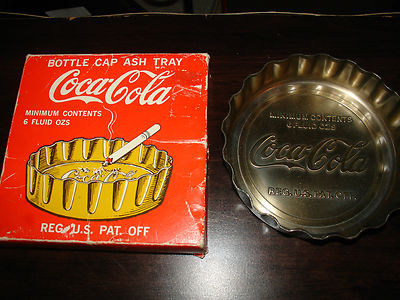 BOTTLE CAP ASH TRAY
Coca-Cola
MINIMUM CONTENTS
6 FLUID OZS
REG. U.S. PAT. OFF
MINIMUM CONTENTS
6 FLUID OZS
Coca-Cola
REG. U.S. PAT. OFF.